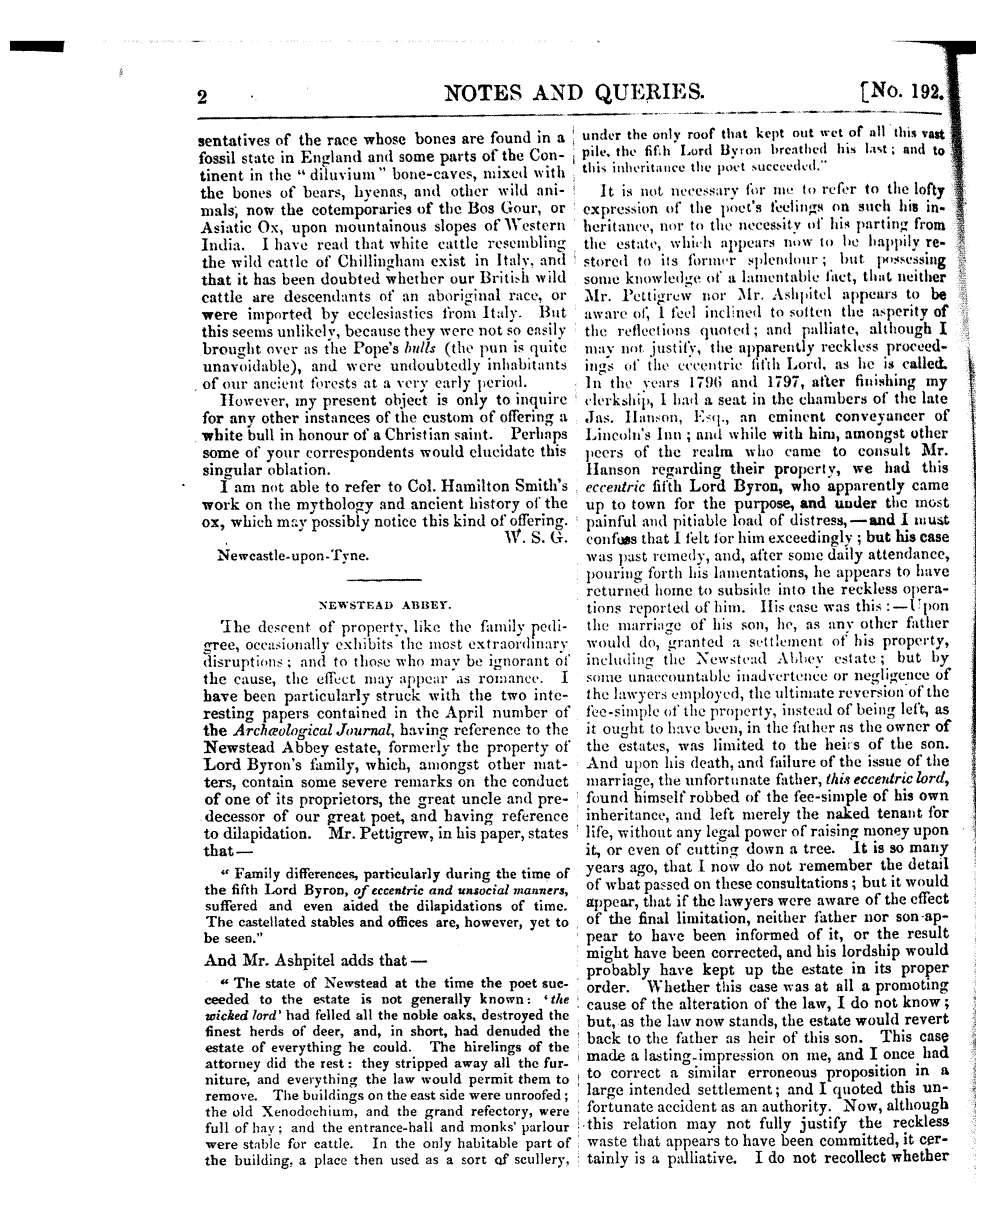 2 NOTES AND QUERIES. [No. 192.
sentatives of the race whose bones are found in a
fossil state in England and some parts of the Con-
tinent in the " diluvium " bone-caves, mixed with
the bones of bears, hyenas, and other wild ani-
mals, now the cotemporaries of the Bos Gour, or
Asiatic Ox, upon mountainous slopes of Western
India. I have read that white cattle resembling
the wild cattle of Chillingham exist in Italy, and
that it has been doubted whether our British wild
cattle are descendants of an aboriginal race, or
were imported by ecclesiastics from Italy. But
this seems unlikely, because they were not so easily
brought over as the Pope's bulls (the pun is quite
unavoidable), and were undoubtedly inhabitants
of our ancient forests at a very early period.
However, my present object is only to inquire
for any other instances of the custom of offering a
white bull in honour of a Christian saint. Perhaps
some of your correspondents would elucidate this
singular oblation.
I am not able to refer to Col. Hamilton Smith's
work on the mythology and ancient history of the
ox, which may possibly notice this kind of offering.
W. S. G.
Newcastle-upon-Tyne.
NEWSTEAD ABBEY.
The descent of property, like the family pedi-
gree, occasionally exhibits the most extraordinary
disruptions ; and to those who may be ignorant of
the cause, the effect may appear as romance. I
have been particularly struck with the two inte-
resting papers contained in the April number of
the Archæological Journal, having reference to the
Newstead Abbey estate, formerly the property of
Lord Byron's family, which, amongst other mat-
ters, contain some severe remarks on the conduct
of one of its proprietors, the great uncle and pre-
decessor of our great poet, and having reference
to dilapidation. Mr. Pettigrew, in his paper, states
that —
" Family differences, particularly during the time of
the fifth Lord Byron, of eccentric and unsocial manners,
suffered and even aided the dilapidations of time.
The castellated stables and offices are, however, yet to
be seen."
And Mr. Ashpitel adds that —
" The state of Newstead at the time the poet suc-
ceeded to the estate is not generally known : 'the
wicked lord' had felled all the noble oaks, destroyed the
finest herds of deer, and, in short, had denuded the
estate of everything he could. The hirelings of the
attorney did the rest : they stripped away all the fur-
niture, and everything the law would permit them to
remove. The buildings on the east side were unroofed ;
the old Xenodochium, and the grand refectory, were
full of hay ; and the entrance-hall and monks' parlour
were stable for cattle. In the only habitable part of
the building, a place then used as a sort of scullery,
under the only roof that kept out wet of all this vast
pile, the fifth Lord Byron breathed his last ; and to
this inheritance the poet succeeded."
It is not necessary for me to refer to the lofty
expression of the poet's feelings on such his in-
heritance, nor to the necessity of his parting from
the estate, which appears now to be happily re-
stored to its former splendour ; but possessing
some knowledge of a lamentable fact, that neither
Mr. Pettigrew nor Mr. Ashpitel appears to be
aware of, I feel inclined to soften the asperity of
the reflections quoted ; and palliate, although I
may not justify, the apparently reckless proceed-
ings of the eccentric fifth Lord, as he is called.
In the years 1796 and 1797, after finishing my
clerkship, I had a seat in the chambers of the late
Jas. Hanson, Esq., an eminent conveyancer of
Lincoln's Inn ; and while with him, amongst other
peers of the realm who came to consult Mr.
Hanson regarding their property, we had this
eccentric fifth Lord Byron, who apparently came
up to town for the purpose, and under the most
painful and pitiable load of distress, — and I must
confess that I felt for him exceedingly ; but his case
was past remedy, and, after some daily attendance,
pouring forth his lamentations, he appears to have
returned home to subside into the reckless opera-
tions reported of him. His case was this : — Upon
the marriage of his son, he, as any other father
would do, granted a settlement of his property,
including the Newstead Abbey estate ; but by
some unaccountable inadvertence or negligence of
the lawyers employed, the ultimate reversion of the
fee-simple of the property, instead of being left, as
it ought to have been, in the father as the owner of
the estates, was limited to the heirs of the son.
And upon his death, and failure of the issue of the
marriage, the unfortunate father, this eccentric lord,
found himself robbed of the fee-simple of his own
inheritance, and left merely the naked tenant for
life, without any legal power of raising money upon
it, or even of cutting down a tree. It is so many
years ago, that I now do not remember the detail
of what passed on these consultations ; but it would
appear, that if the lawyers were aware of the effect
of the final limitation, neither father nor son ap-
pear to have been informed of it, or the result
might have been corrected, and his lordship would
probably have kept up the estate in its proper
order. Whether this case was at all a promoting
cause of the alteration of the law, I do not know ;
but, as the law now stands, the estate would revert
back to the father as heir of this son. This case
made a lasting impression on me, and I once had
to correct a similar erroneous proposition in a
large intended settlement ; and I quoted this un-
fortunate accident as an authority. Now, although
this relation may not fully justify the reckless
waste that appears to have been committed, it cer-
tainly is a palliative. I do not recollect whether